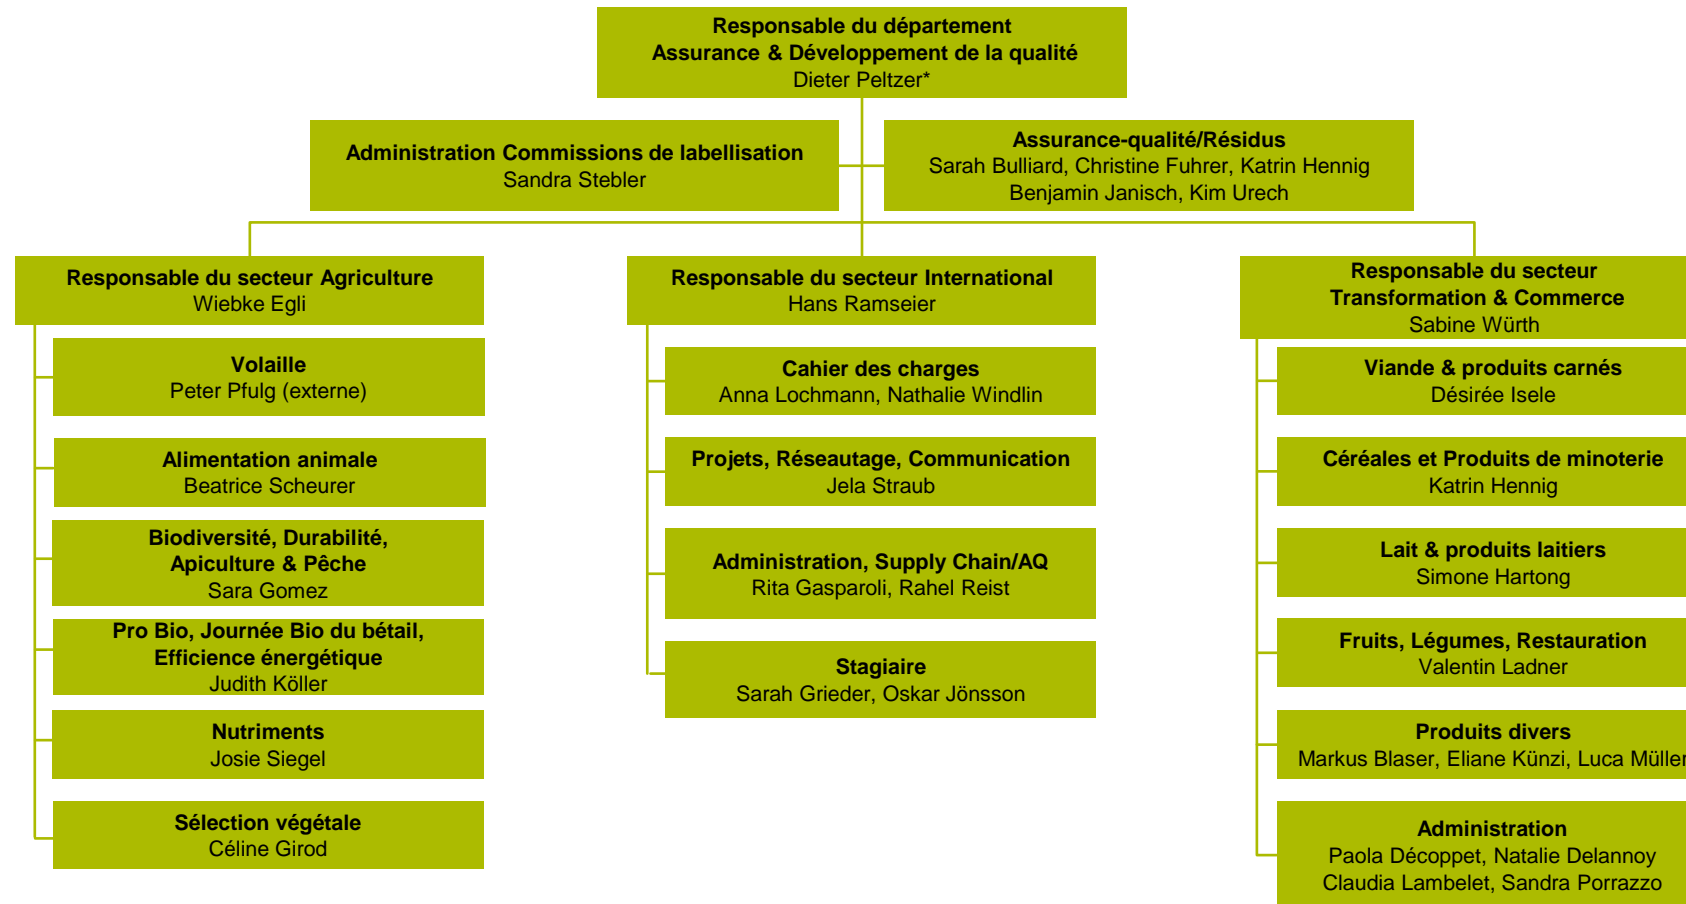 Responsable du département
Assurance & Développement de la qualité
Dieter Peltzer*
Administration Commissions de labellisation
Sandra Stebler
Assurance-qualité/Résidus
Sarah Bulliard, Christine Fuhrer, Katrin Hennig
Benjamin Janisch, Kim Urech
Responsable du secteur Agriculture
Wiebke Egli
Volaille
Peter Pfulg (externe)
Alimentation animale
Beatrice Scheurer
Biodiversité, Durabilité,
Apiculture & Pêche
Sara Gomez
Pro Bio, Journée Bio du bétail,
Efficience énergétique
Judith Köller
Nutriments
Josie Siegel
Sélection végétale
Céline Girod
Responsable du secteur International
Hans Ramseier
Cahier des charges
Anna Lochmann, Nathalie Windlin
Projets, Réseautage, Communication
Jela Straub
Administration, Supply Chain/AQ
Rita Gasparoli, Rahel Reist
Stagiaire
Sarah Grieder, Oskar Jönsson
Responsable du secteur
Transformation & Commerce
Sabine Würth
Viande & produits carnés
Désirée Isele
Céréales et Produits de minoterie
Katrin Hennig
Lait & produits laitiers
Simone Hartong
Fruits, Légumes, Restauration
Valentin Ladner
Produits divers
Markus Blaser, Eliane Künzi, Luca Müller
Administration
Paola Décoppet, Natalie Delannoy
Claudia Lambelet, Sandra Porrazzo